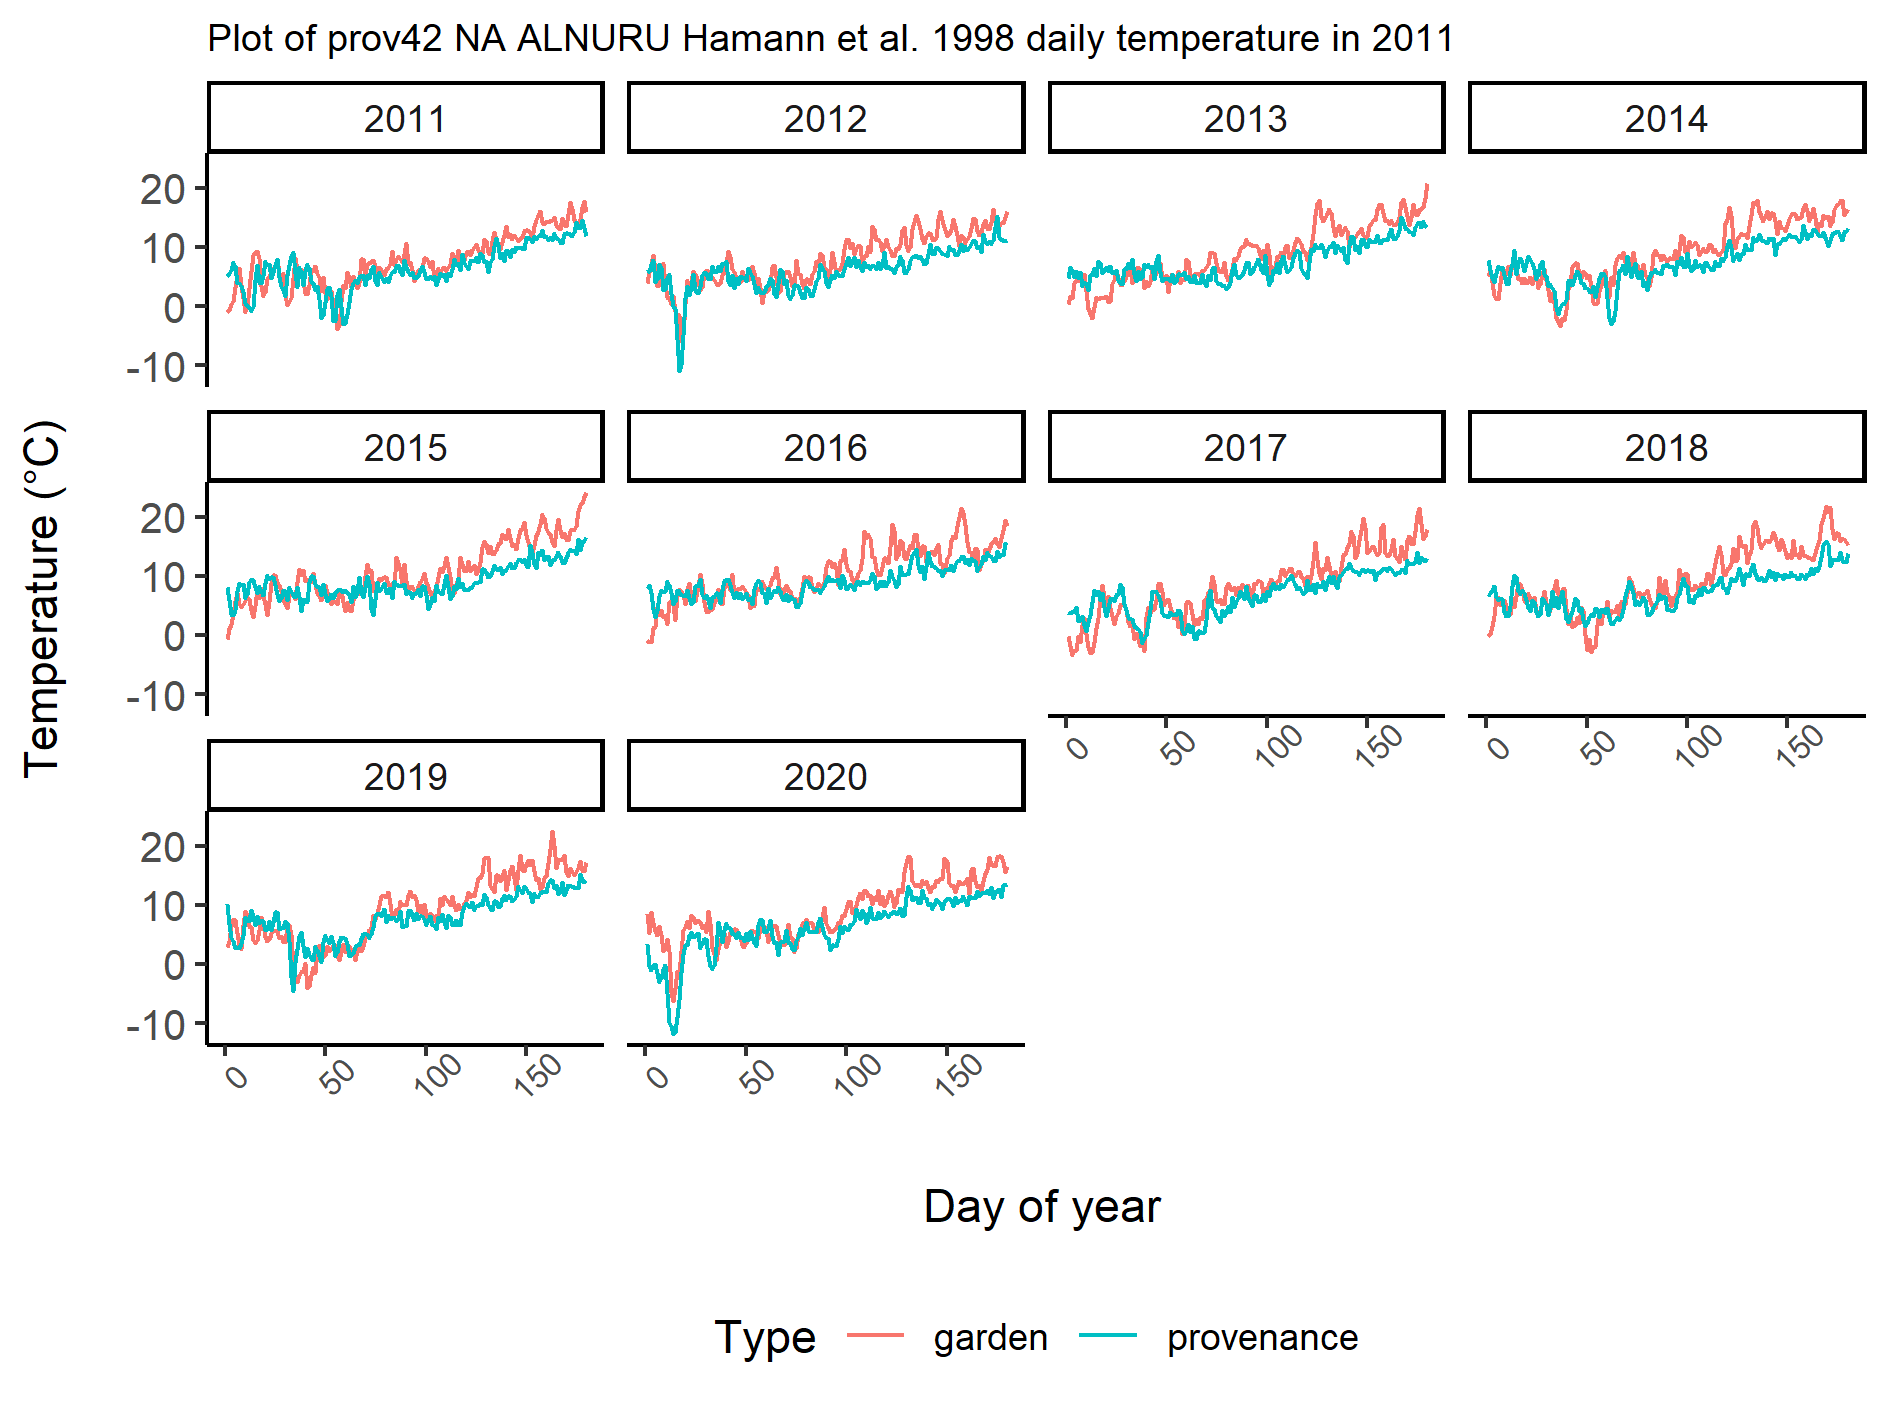 Plot of prov42 NA ALNURU Hamann et al. 1998 daily temperature in 2011
2011 2012 2013 2014
20
10
0
-10
2015 2016 2017 2018
20
10
0
-10
0 50 100 150 0 50 100 150
2019 2020
20
10
0
-10
0 50 100 150 0 50 100 150
Temperature (°C)
Day of year
Type garden provenance